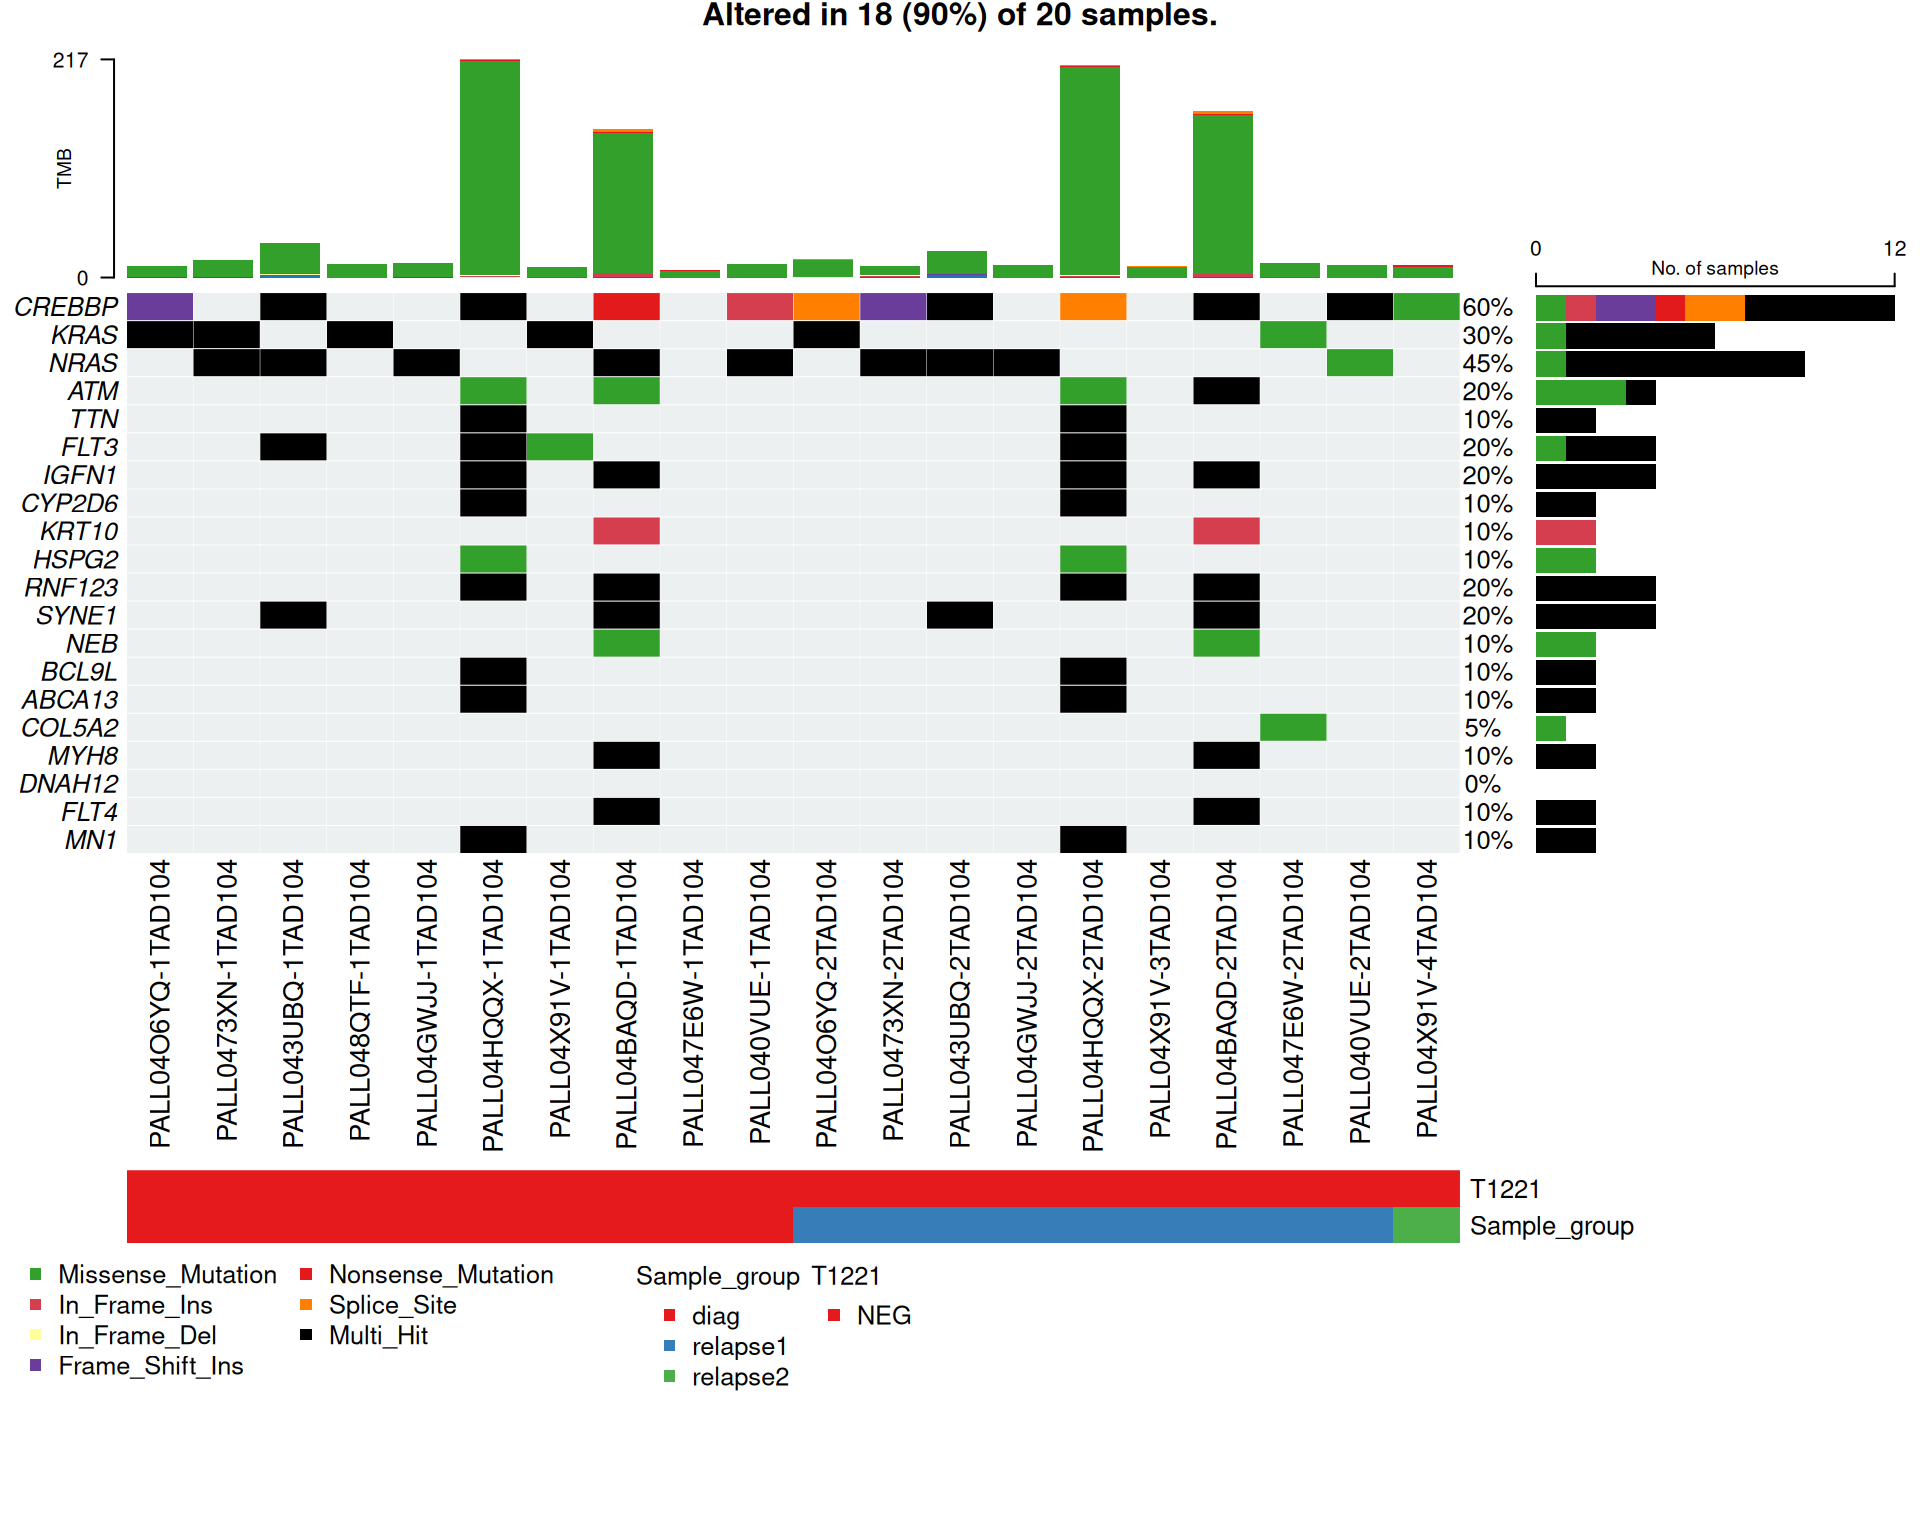 Altered in 18 (90%) of 20 samples.
217
TMB
0
0 12
No. of samples
CREBBP 60%
KRAS 30%
NRAS 45%
ATM 20%
TTN 10%
FLT3 20%
IGFN1 20%
CYP2D6 10%
KRT10 10%
HSPG2 10%
RNF123 20%
SYNE1 20%
NEB 10%
BCL9L 10%
ABCA13 10%
COL5A2 5%
MYH8 10%
DNAH12 0%
FLT4 10%
MN1 10%
PALL04O6YQ-1TAD104
PALL0473XN-1TAD104
PALL043UBQ-1TAD104
PALL048QTF-1TAD104
PALL04GWJJ-1TAD104
PALL04HQQX-1TAD104
PALL04X91V-1TAD104
PALL04BAQD-1TAD104
PALL047E6W-1TAD104
PALL040VUE-1TAD104
PALL04O6YQ-2TAD104
PALL0473XN-2TAD104
PALL043UBQ-2TAD104
PALL04GWJJ-2TAD104
PALL04HQQX-2TAD104
PALL04X91V-3TAD104
PALL04BAQD-2TAD104
PALL047E6W-2TAD104
PALL040VUE-2TAD104
PALL04X91V-4TAD104
T1221
Sample_group
Missense_Mutation
In_Frame_Ins
In_Frame_Del
Frame_Shift_Ins
Nonsense_Mutation
Splice_Site
Multi_Hit
Sample_group
diag
relapse1
relapse2
T1221
NEG